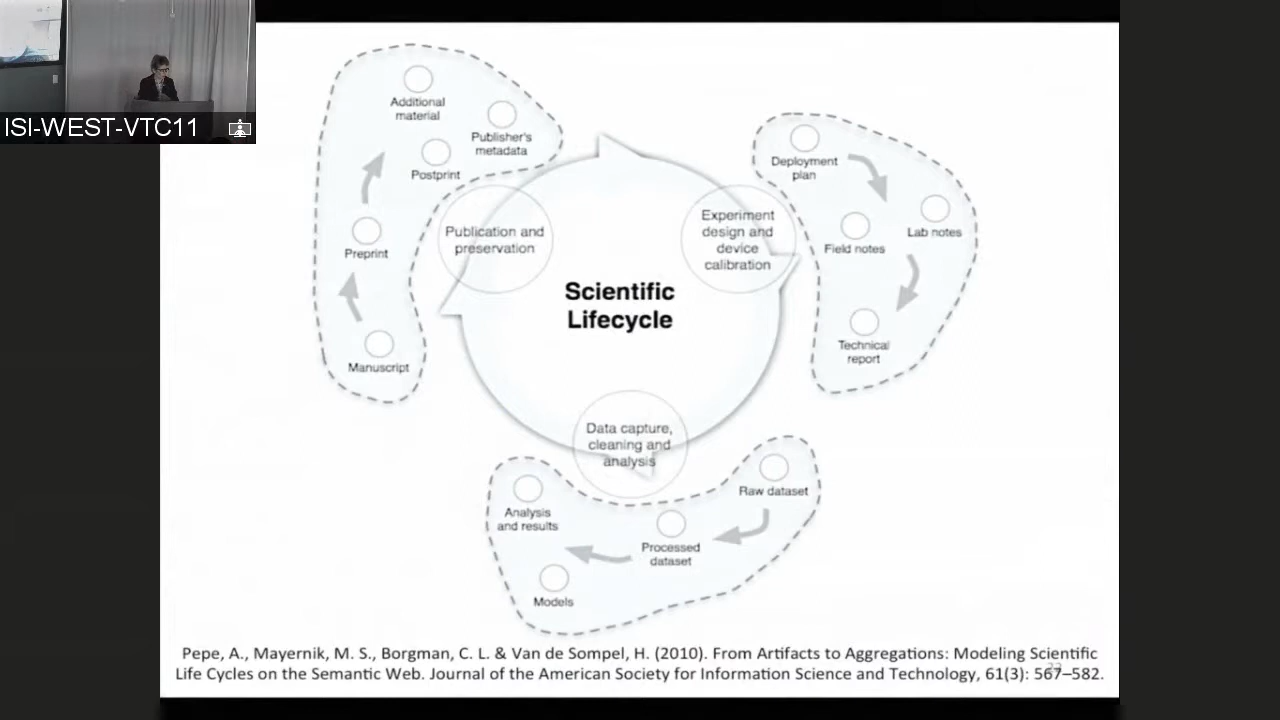 ISI-WEST-VTC11
Additional
material
Publisher's
metadata
Postprint
Preprint
Manuscript
Publication and
preservation
Scientific
Lifecycle
Experiment
design and
device
calibration
Deployment
plan
Lab notes
Field notes
Technical
report
Data capture,
cleaning and
analysis
Raw dataset
Processed
dataset
Analysis
and results
Models
Pepe, A., Mayernik, M. S., Borgman, C. L. & Van de Sompel, H. (2010). From Artifacts to Aggregations: Modeling Scientific
Life Cycles on the Semantic Web. Journal of the American Society for Information Science and Technology, 61(3): 567–582.